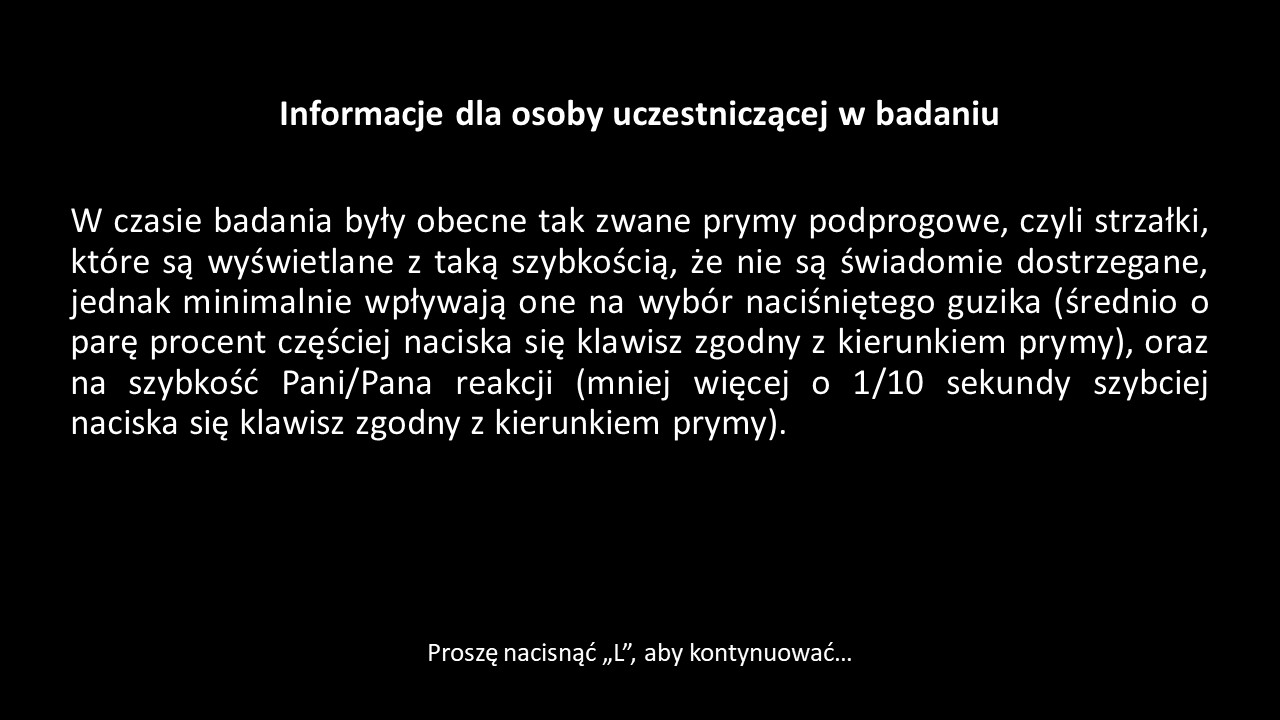 Informacje dla osoby uczestniczącej w badaniu
W czasie badania były obecne tak zwane prymy podprogowe, czyli strzałki,
które są wyświetlane z taką szybkością, że nie są świadomie dostrzegane,
jednak minimalnie wpływają one na wybór naciśniętego guzika (średnio o
parę procent częściej naciska się klawisz zgodny z kierunkiem prymy), oraz
na szybkość Pani/Pana reakcji (mniej więcej o 1/10 sekundy szybciej
naciska się klawisz zgodny z kierunkiem prymy).
Proszę nacisnąć „L”, aby kontynuować…